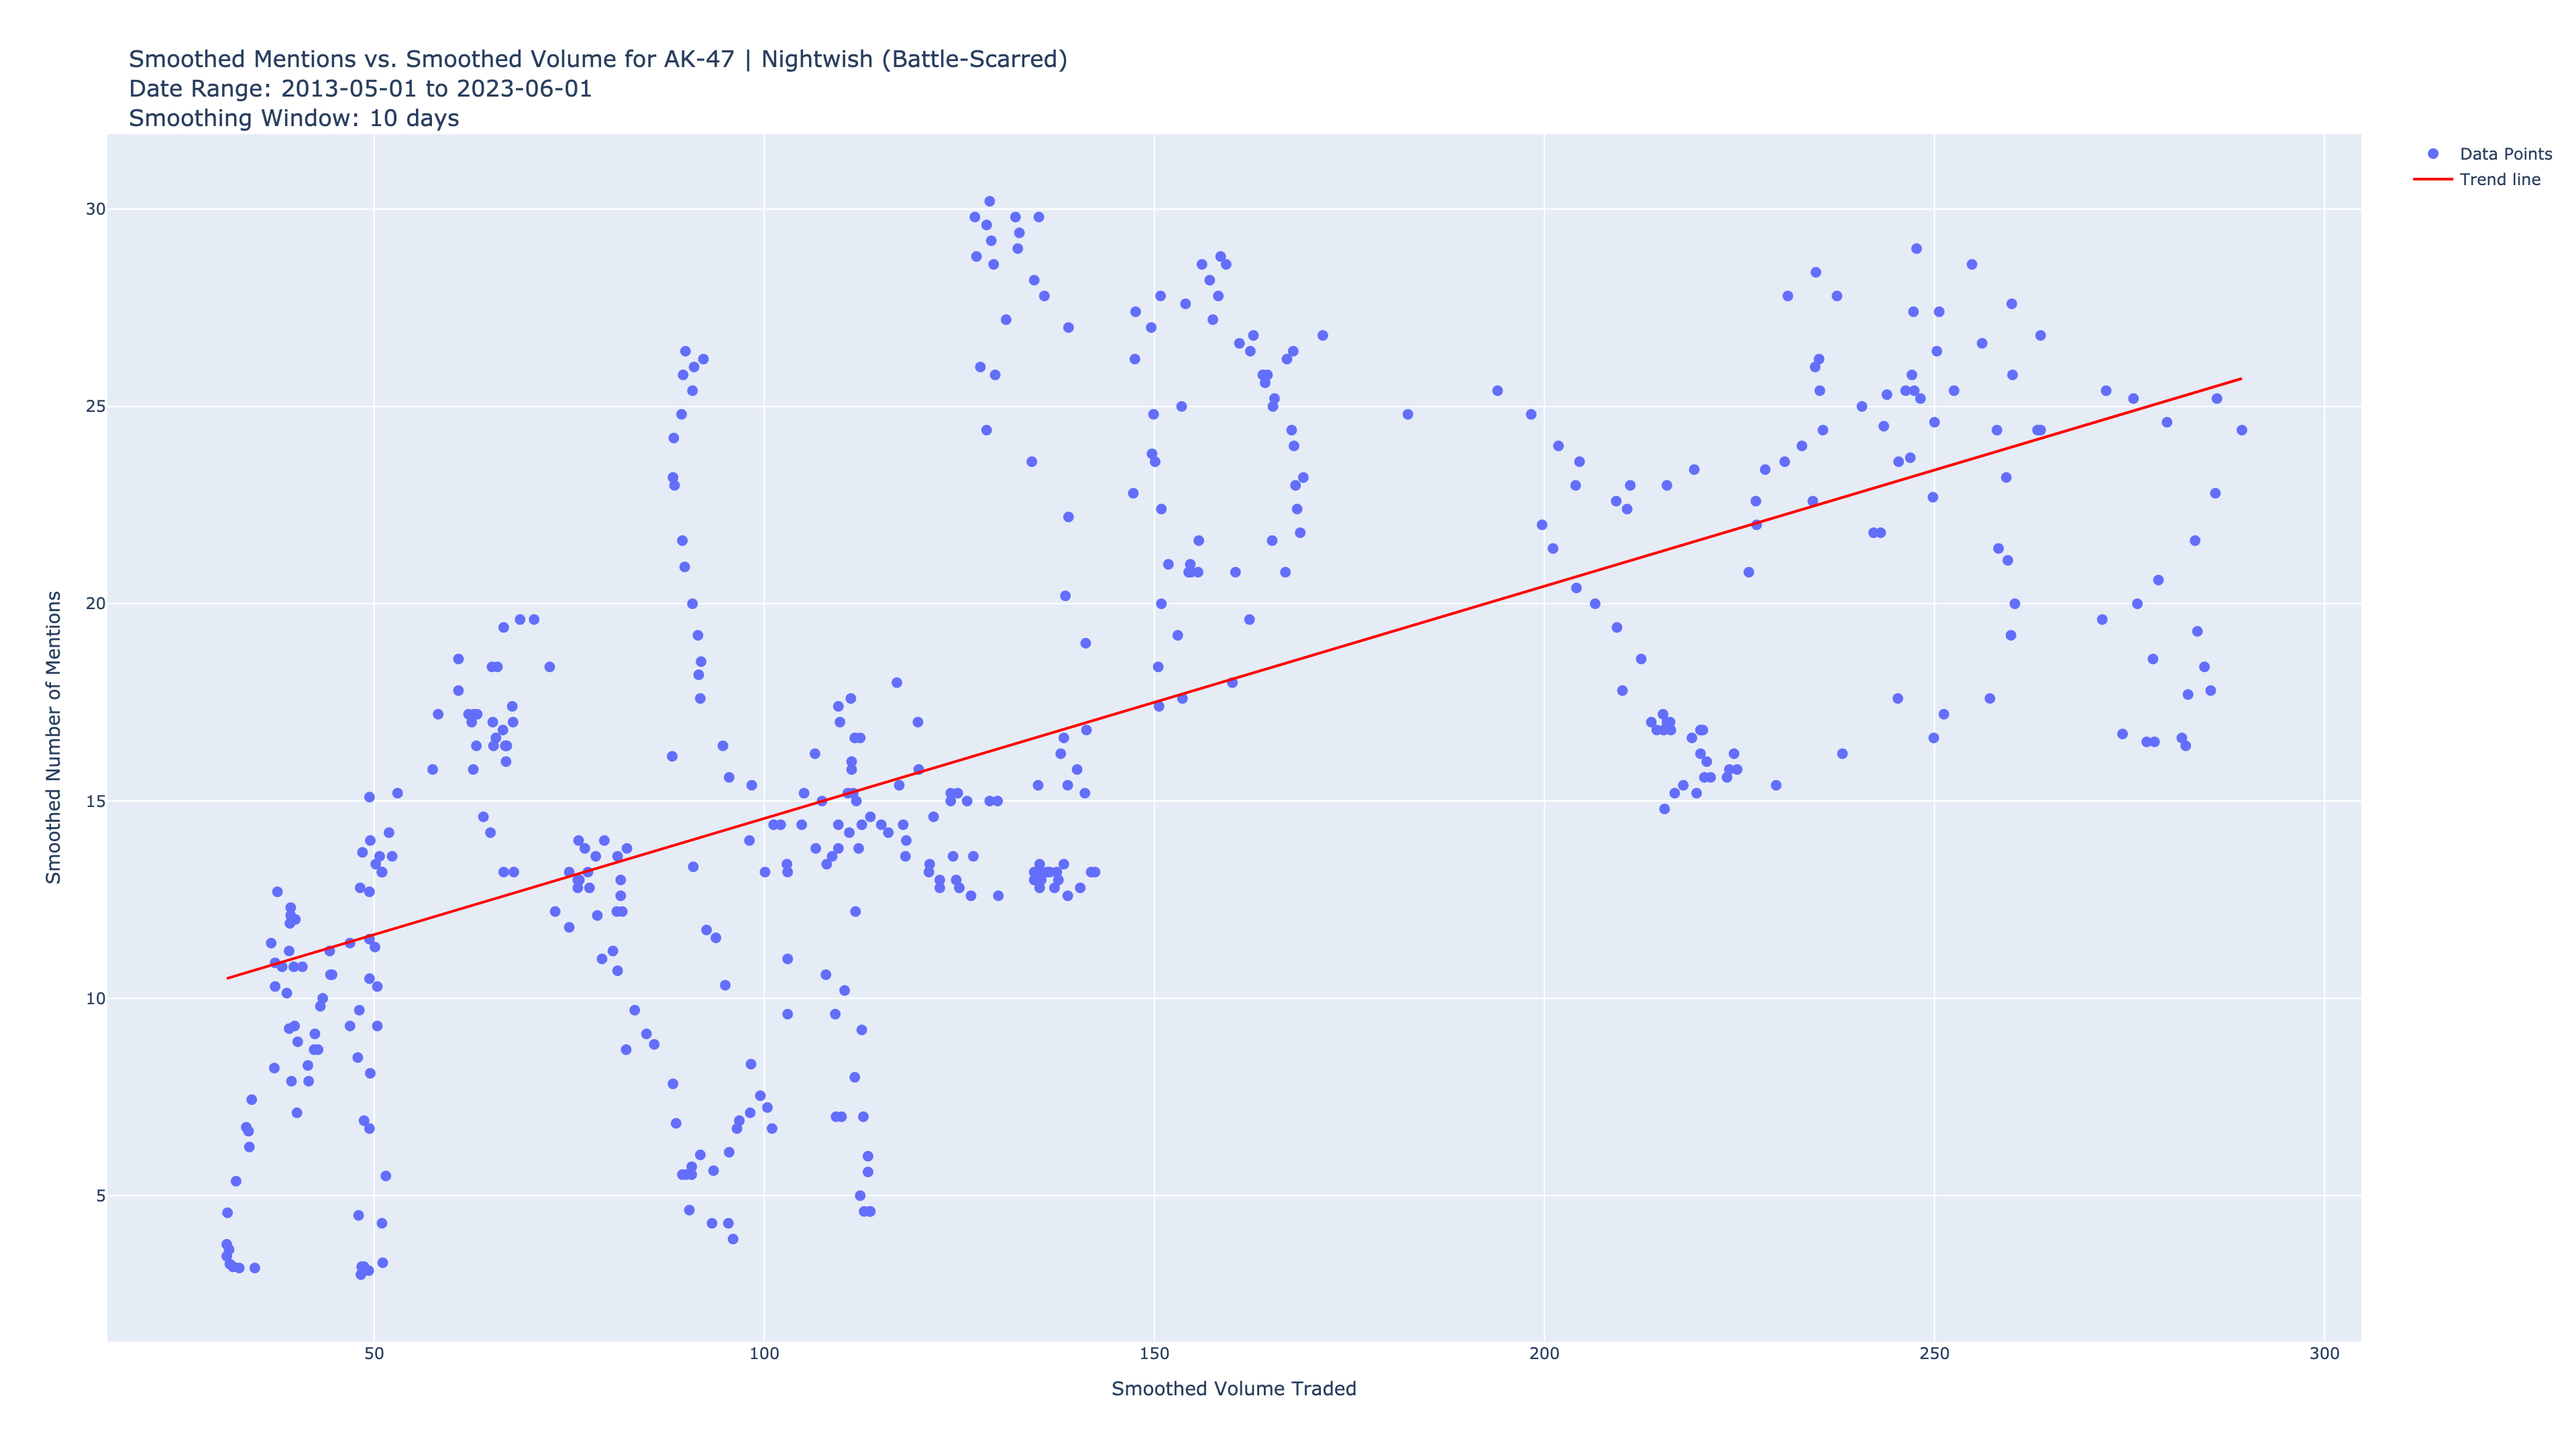 Smoothed Mentions vs. Smoothed Volume for AK-47 | Nightwish (Battle-Scarred)
Date Range: 2013-05-01 to 2023-06-01
Smoothing Window: 10 days
Data Points
Trend line
30
25
20
15
10
5
Smoothed Number of Mentions
50
100
150
200
250
300
Smoothed Volume Traded